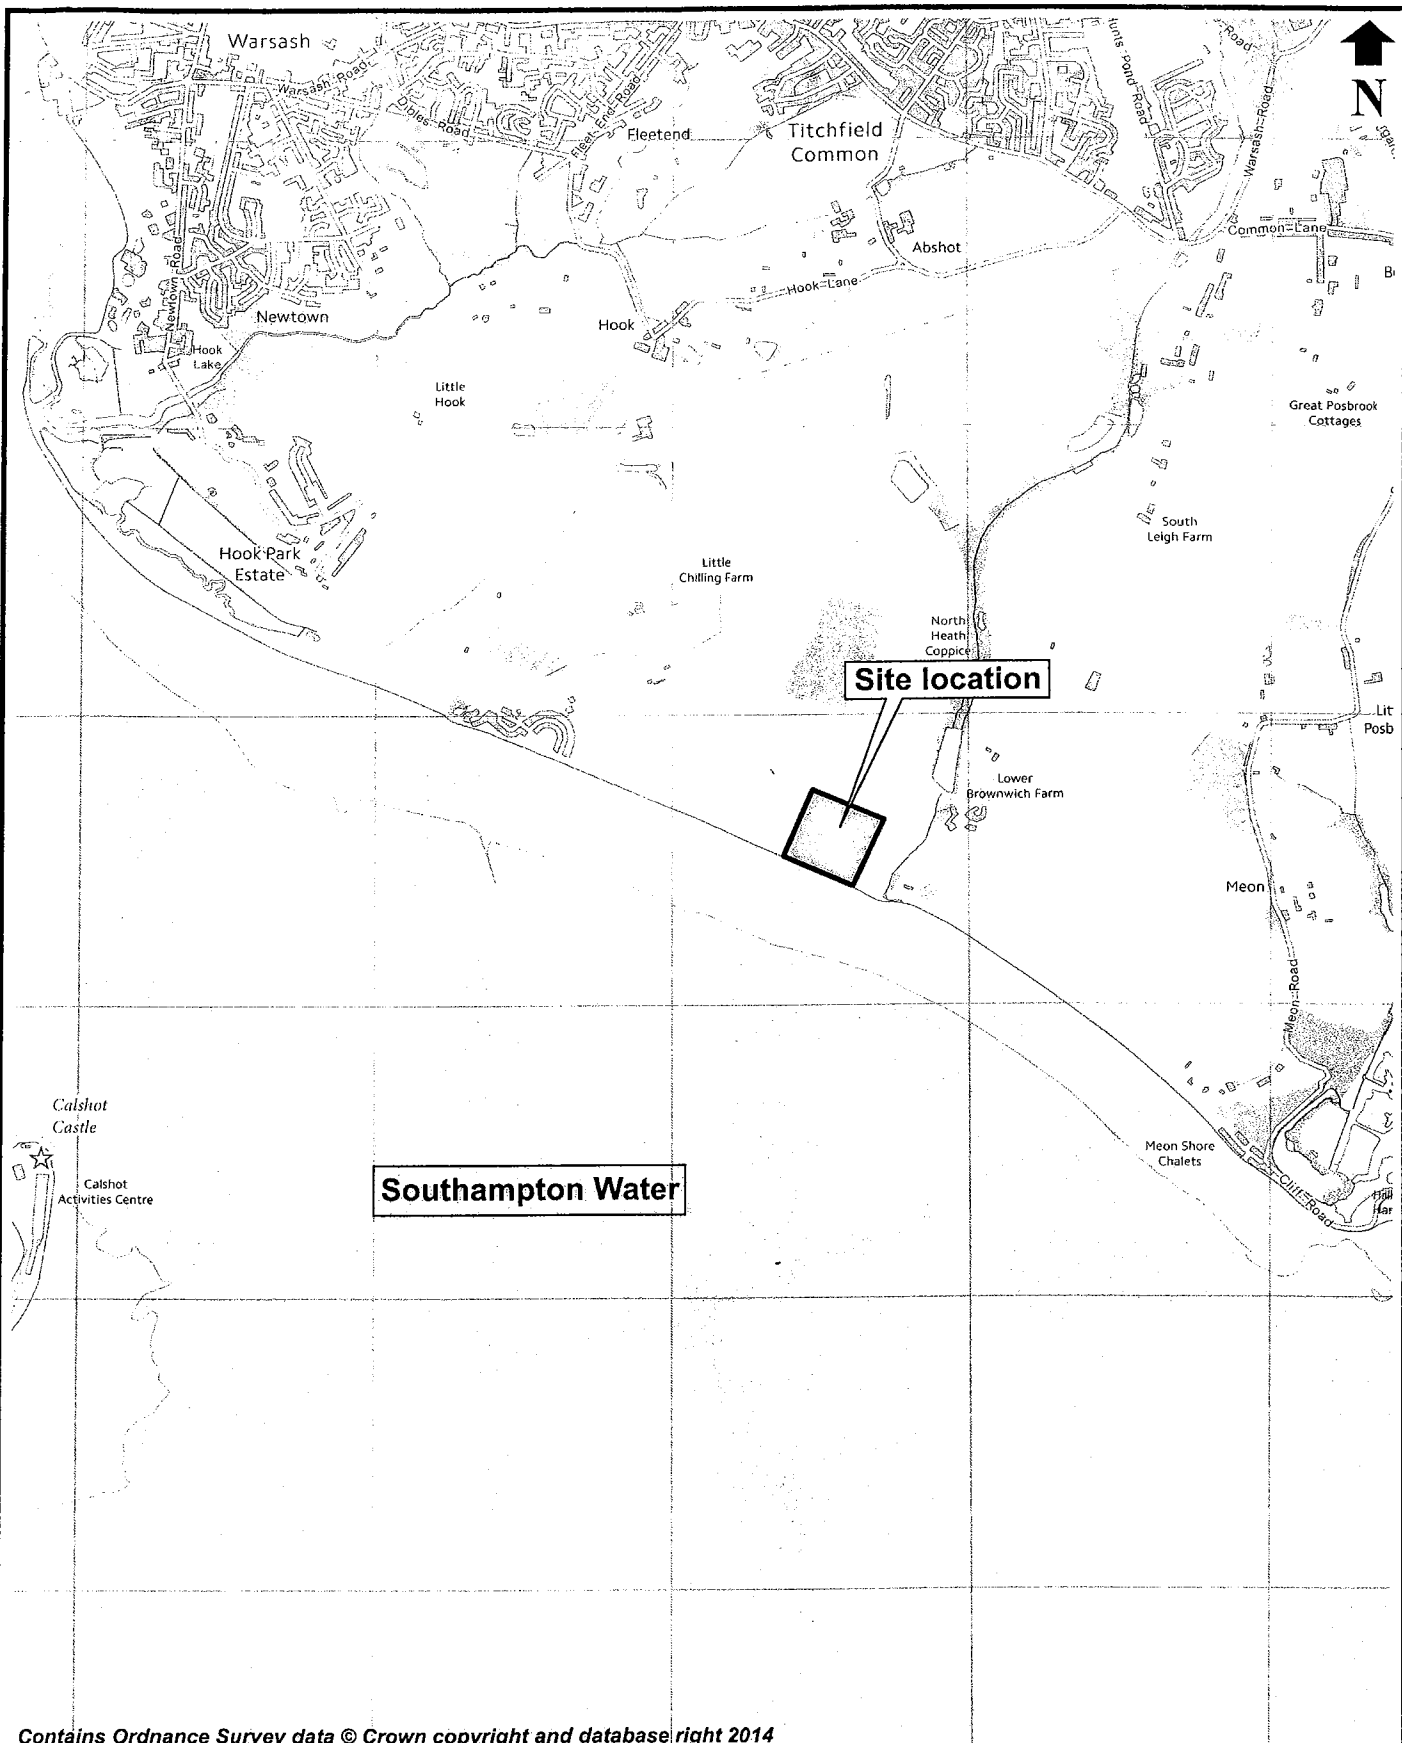 Warsash
Warsash Road
Dibles Road
Fleet End Road
Fleetend
Titchfield
Common
Hunts Pond Road
Road
Warsash Road
N
Common Lane
Abshot
Hook Lane
Hook
Newtown Road
Newtown
Hook
Lake
Little
Hook
Great Posbrook
Cottages
South
Leigh Farm
Hook Park
Estate
Little
Chilling Farm
North
Heath
Coppice
Site location
Lit
Posb
Lower
Brownwich Farm
Meon
Meon Road
Calshot
Castle
Calshot
Activities Centre
Southampton Water
Meon Shore
Chalets
Cliff Road
Contains Ordnance Survey data © Crown copyright and database right 2014